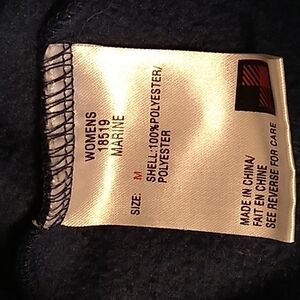 WOMENS
18519
MARINE
SIZE: M
SHELL:100%POLYESTER/
POLYESTER
MADE IN CHINA/
FAIT EN CHINE
SEE REVERSE FOR CARE